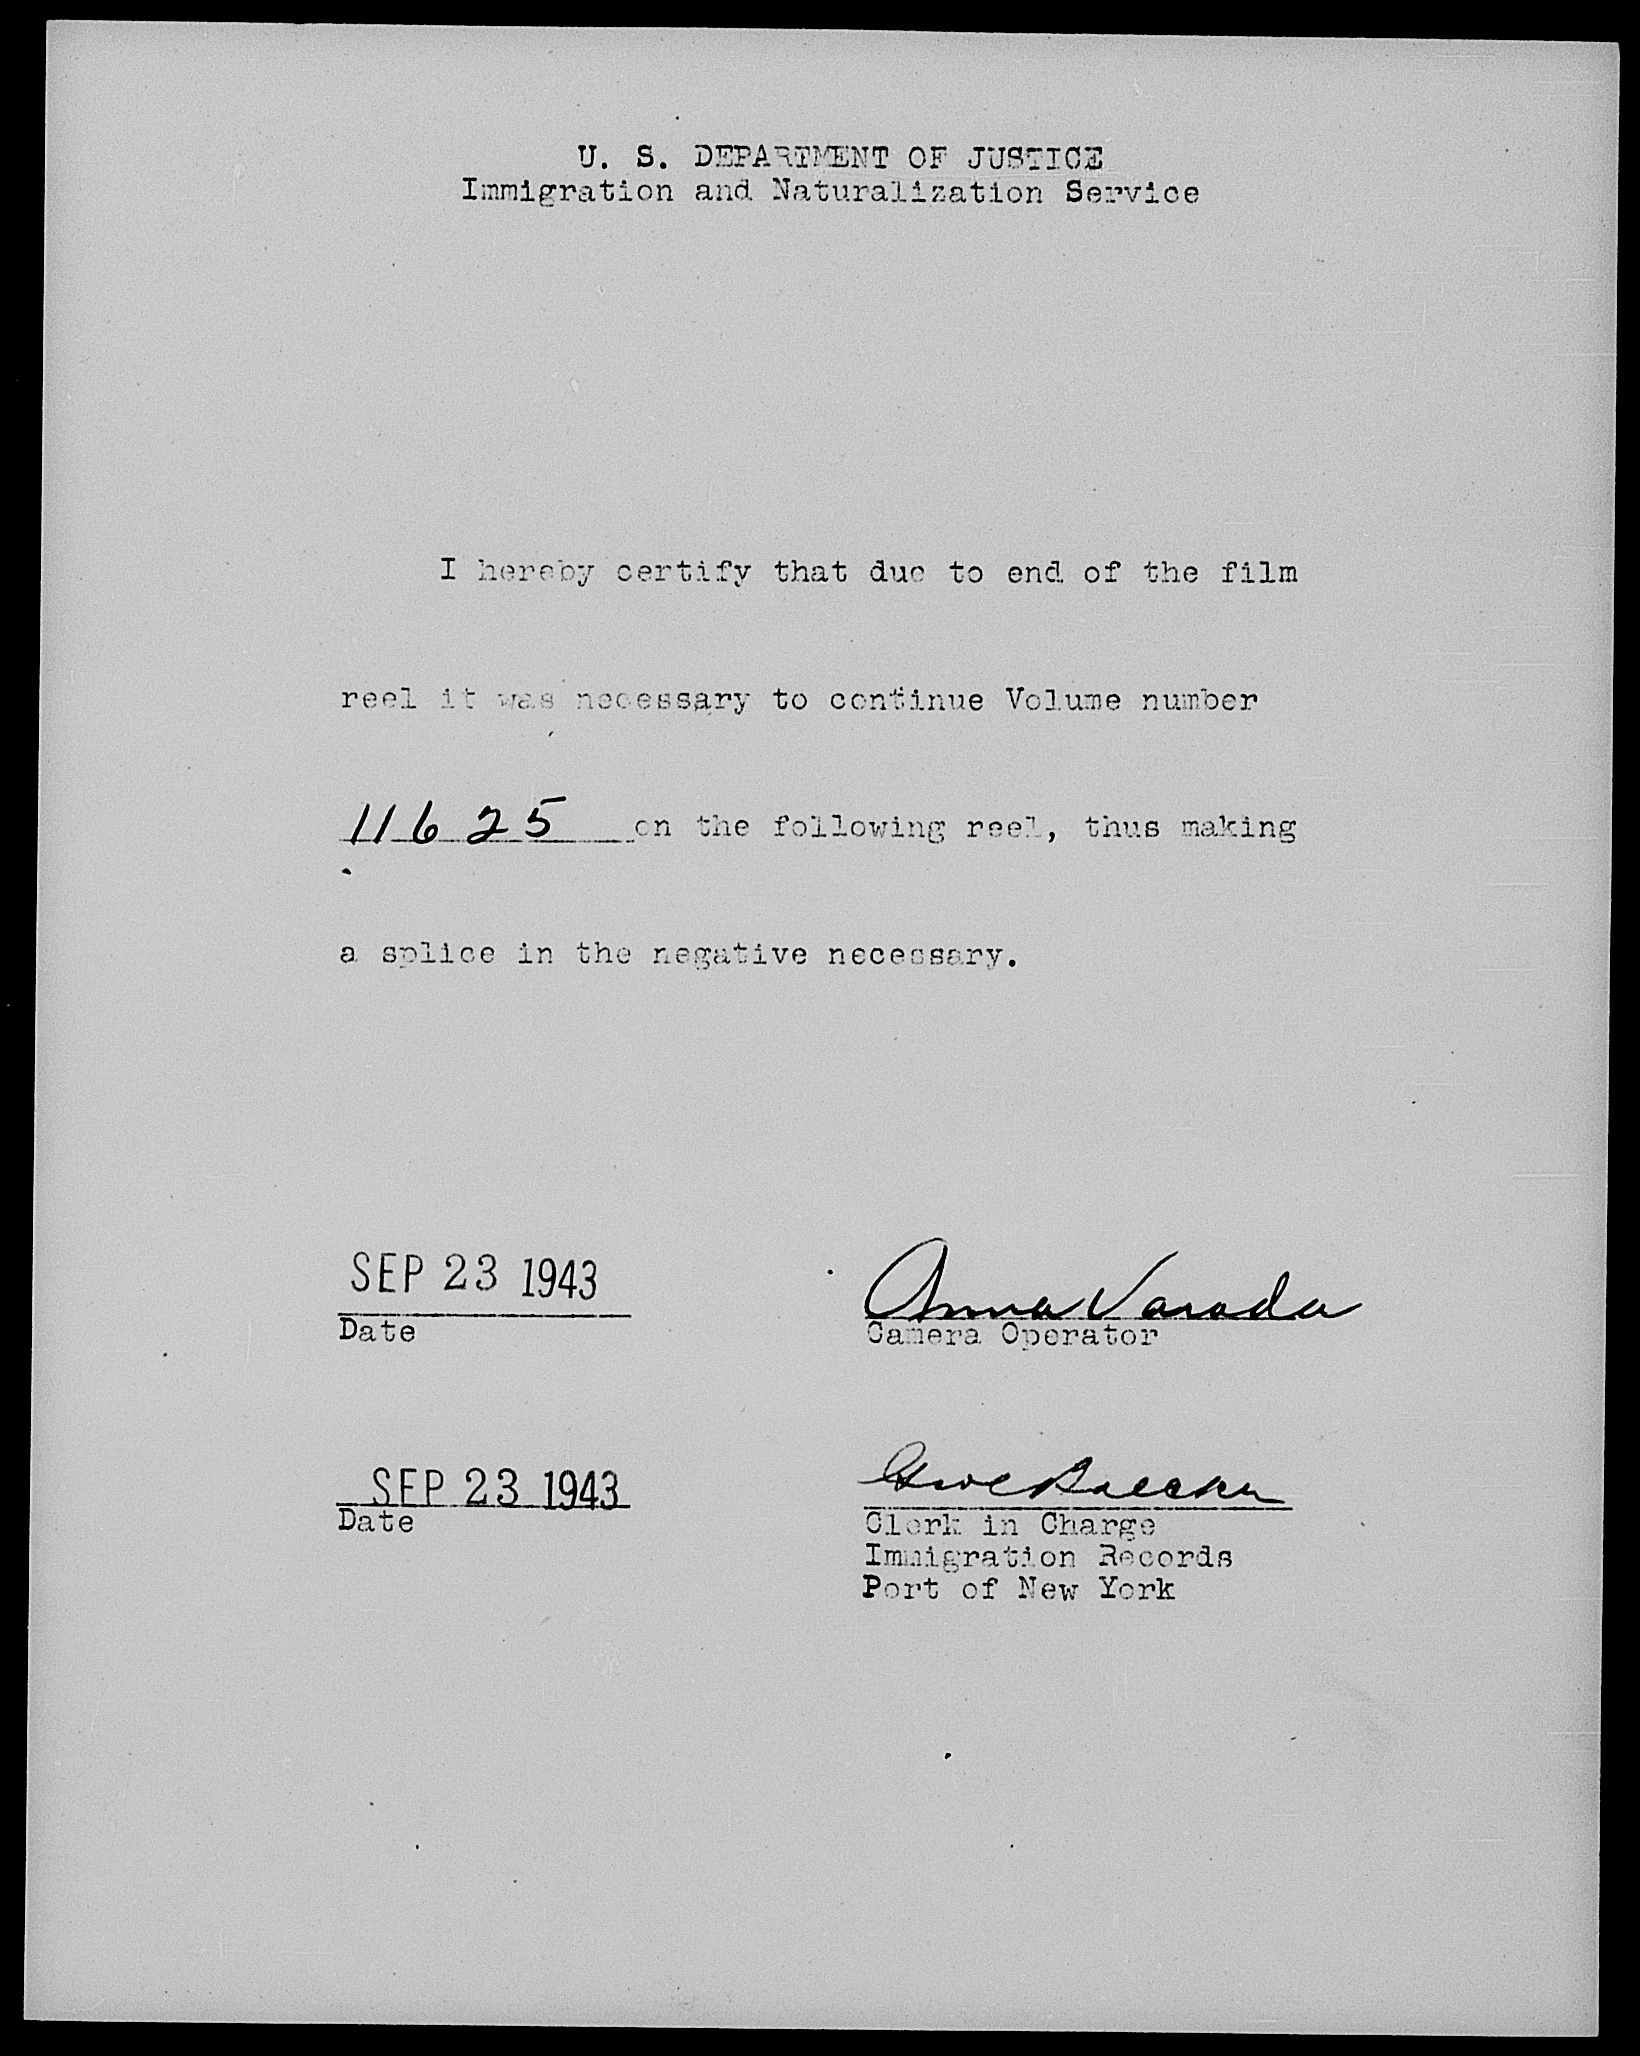 U. S. DEPARTMENT OF JUSTICE
Immigration and Naturalization Service
I hereby certify that due to end of the film
reel it was necessary to continue Volume number
11625 on the following reel, thus making
a splice in the negative necessary.
SEP 23 1943
Date
Anna Varada
Camera Operator
SEP 23 1943
Date
Clerk in Charge
Immigration Records
Port of New York